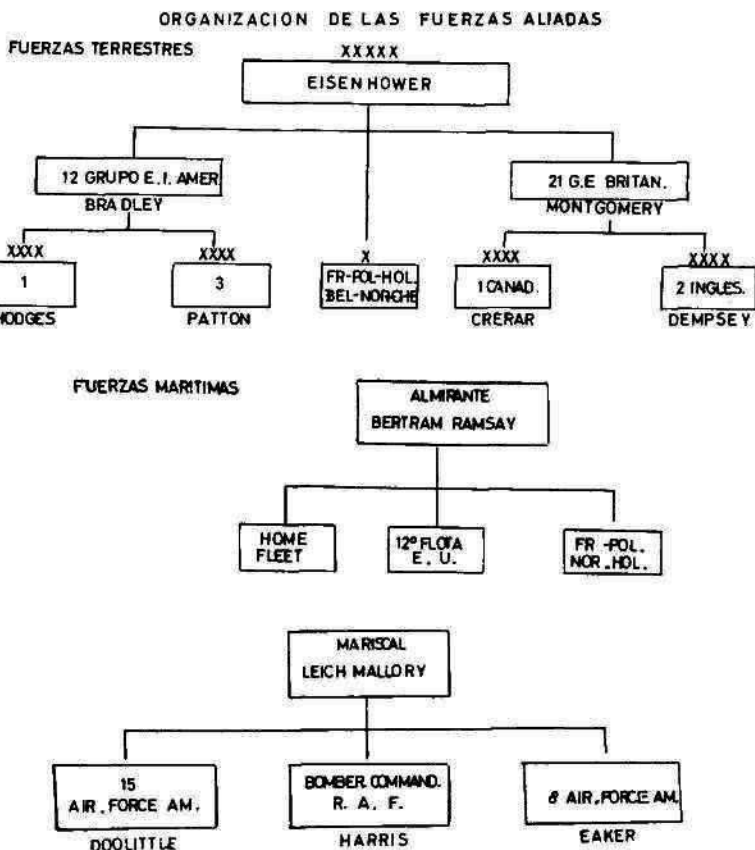 ORGANIZACION DE LAS FUERZAS ALIADAS
FUERZAS TERRESTRES
XXXXX
EISENHOWER
12 GRUPO E.I. AMER.
BRADLEY
21 G.E BRITAN.
MONTGOMERY
XXXX
1
HODGES
XXXX
3
PATTON
X
FR-POL-HOL.
BEL-NORCHE
XXXX
1 CANAD.
CRERAR
XXXX
2 INGLES.
DEMPSEY
FUERZAS MARITIMAS
ALMIRANTE
BERTRAM RAMSAY
HOME
FLEET
12º FLOTA
E. U.
FR-POL.
NOR.HOL.
MARISCAL
LEICH MALLORY
15
AIR.FORCE AM.
DOOLITTLE
BOMBER.COMMAND.
R. A. F.
HARRIS
8 AIR.FORCE AM.
EAKER